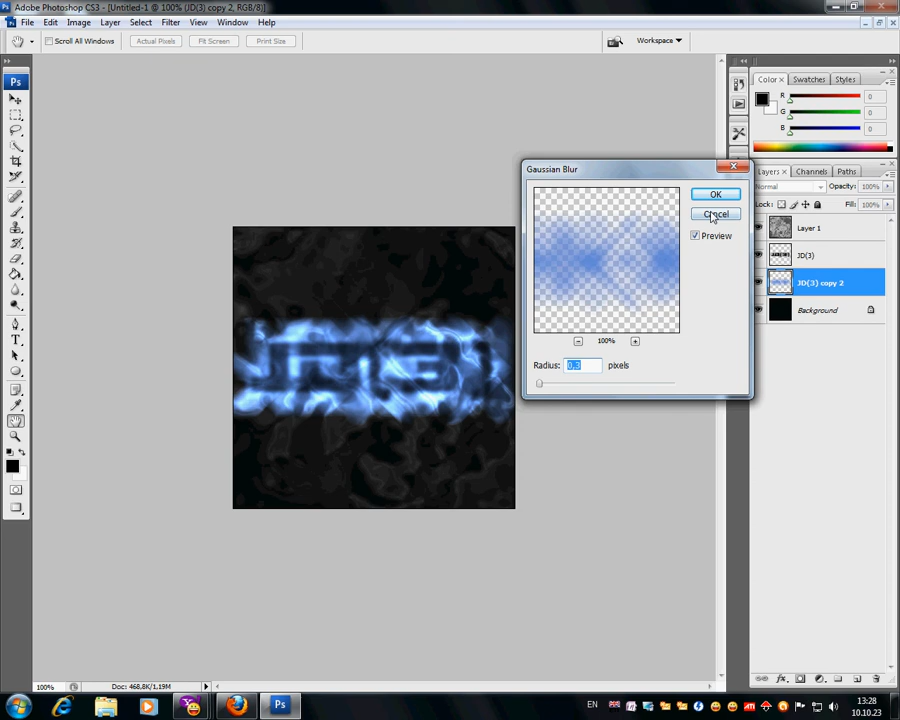 Adobe Photoshop CS3 - [Untitled-1 @ 100% (JD(3) copy 2, RGB/8)]
File Edit Image Layer Select Filter View Window Help
Scroll All Windows Actual Pixels Fit Screen Print Size Workspace
Ps
Color × Swatches Styles
R 0
G 0
B 0
Layers × Channels Paths
Normal Opacity: 100%
Lock: Fill: 100%
Layer 1
JD(3)
JD(3) copy 2
Background
Gaussian Blur
OK
Cancel
Preview
100%
Radius: 0,3 pixels
100% Doc: 468,8K/1,19M
EN 13:28
10.10.23